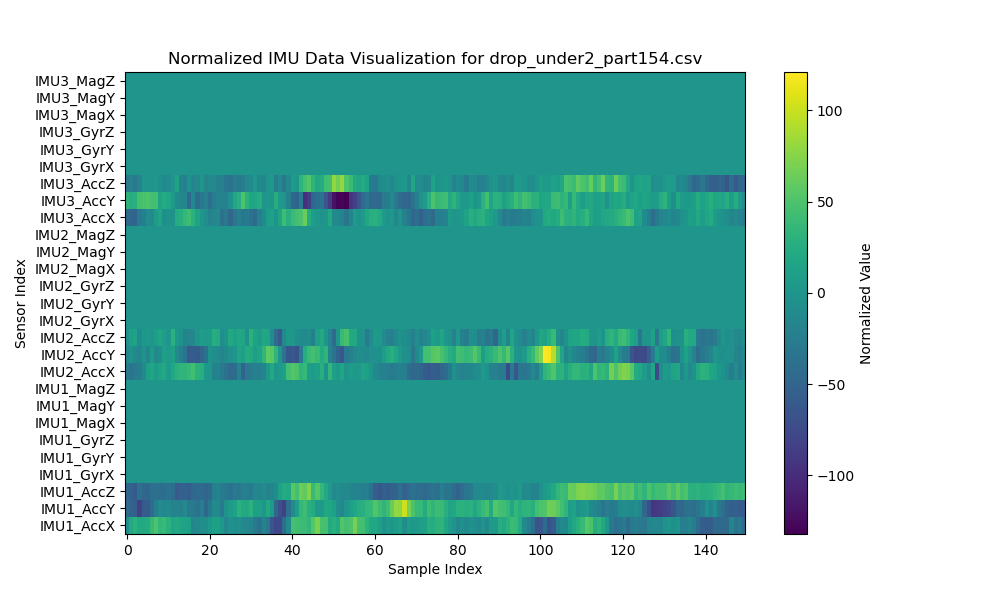 Normalized IMU Data Visualization for drop_under2_part154.csv
Sensor Index
IMU3_MagZ
IMU3_MagY
IMU3_MagX
IMU3_GyrZ
IMU3_GyrY
IMU3_GyrX
IMU3_AccZ
IMU3_AccY
IMU3_AccX
IMU2_MagZ
IMU2_MagY
IMU2_MagX
IMU2_GyrZ
IMU2_GyrY
IMU2_GyrX
IMU2_AccZ
IMU2_AccY
IMU2_AccX
IMU1_MagZ
IMU1_MagY
IMU1_MagX
IMU1_GyrZ
IMU1_GyrY
IMU1_GyrX
IMU1_AccZ
IMU1_AccY
IMU1_AccX
0 20 40 60 80 100 120 140
Sample Index
100
50
0
−50
−100
Normalized Value